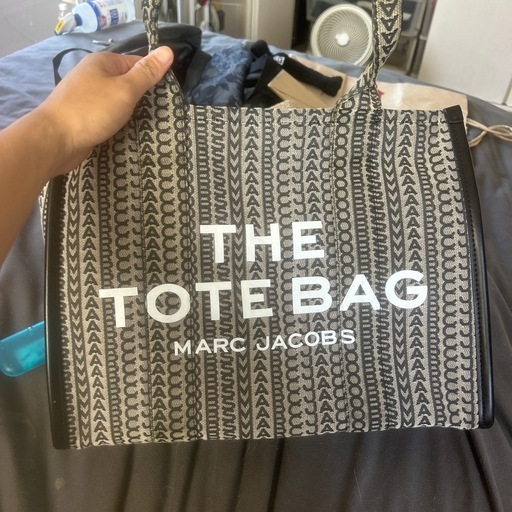 THE
TOTE BAG
MARC JACOBS